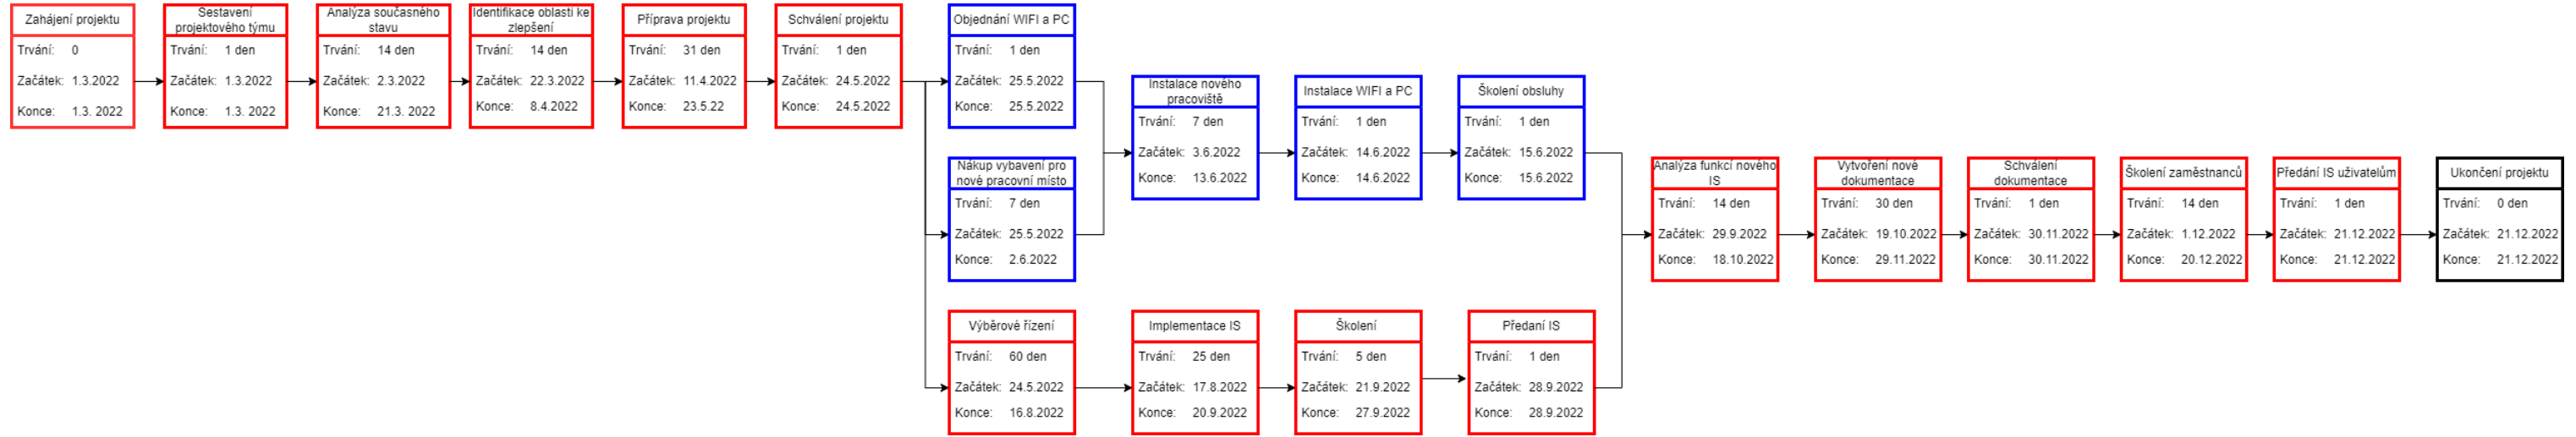 Zahájení projektu
Trvání: 0
Začátek: 1.3.2022
Konce: 1.3. 2022
Sestavení
projektového týmu
Trvání: 1 den
Začátek: 1.3.2022
Konce: 1.3. 2022
Analýza současného
stavu
Trvání: 14 den
Začátek: 2.3.2022
Konce: 21.3. 2022
Identifikace oblasti ke
zlepšení
Trvání: 14 den
Začátek: 22.3.2022
Konce: 8.4.2022
Příprava projektu
Trvání: 31 den
Začátek: 11.4.2022
Konce: 23.5.22
Schválení projektu
Trvání: 1 den
Začátek: 24.5.2022
Konce: 24.5.2022
Objednání WIFI a PC
Trvání: 1 den
Začátek: 25.5.2022
Konce: 25.5.2022
Nákup vybavení pro
nové pracovní místo
Trvání: 7 den
Začátek: 25.5.2022
Konce: 2.6.2022
Výběrové řízení
Trvání: 60 den
Začátek: 24.5.2022
Konce: 16.8.2022
Instalace nového
pracoviště
Trvání: 7 den
Začátek: 3.6.2022
Konce: 13.6.2022
Instalace WIFI a PC
Trvání: 1 den
Začátek: 14.6.2022
Konce: 14.6.2022
Školení obsluhy
Trvání: 1 den
Začátek: 15.6.2022
Konce: 15.6.2022
Implementace IS
Trvání: 25 den
Začátek: 17.8.2022
Konce: 20.9.2022
Školení
Trvání: 5 den
Začátek: 21.9.2022
Konce: 27.9.2022
Předaní IS
Trvání: 1 den
Začátek: 28.9.2022
Konce: 28.9.2022
Analýza funkcí nového
IS
Trvání: 14 den
Začátek: 29.9.2022
Konce: 18.10.2022
Vytvoření nové
dokumentace
Trvání: 30 den
Začátek: 19.10.2022
Konce: 29.11.2022
Schválení
dokumentace
Trvání: 1 den
Začátek: 30.11.2022
Konce: 30.11.2022
Školení zaměstnanců
Trvání: 14 den
Začátek: 1.12.2022
Konce: 20.12.2022
Předání IS uživatelům
Trvání: 1 den
Začátek: 21.12.2022
Konce: 21.12.2022
Ukončení projektu
Trvání: 0 den
Začátek: 21.12.2022
Konce: 21.12.2022